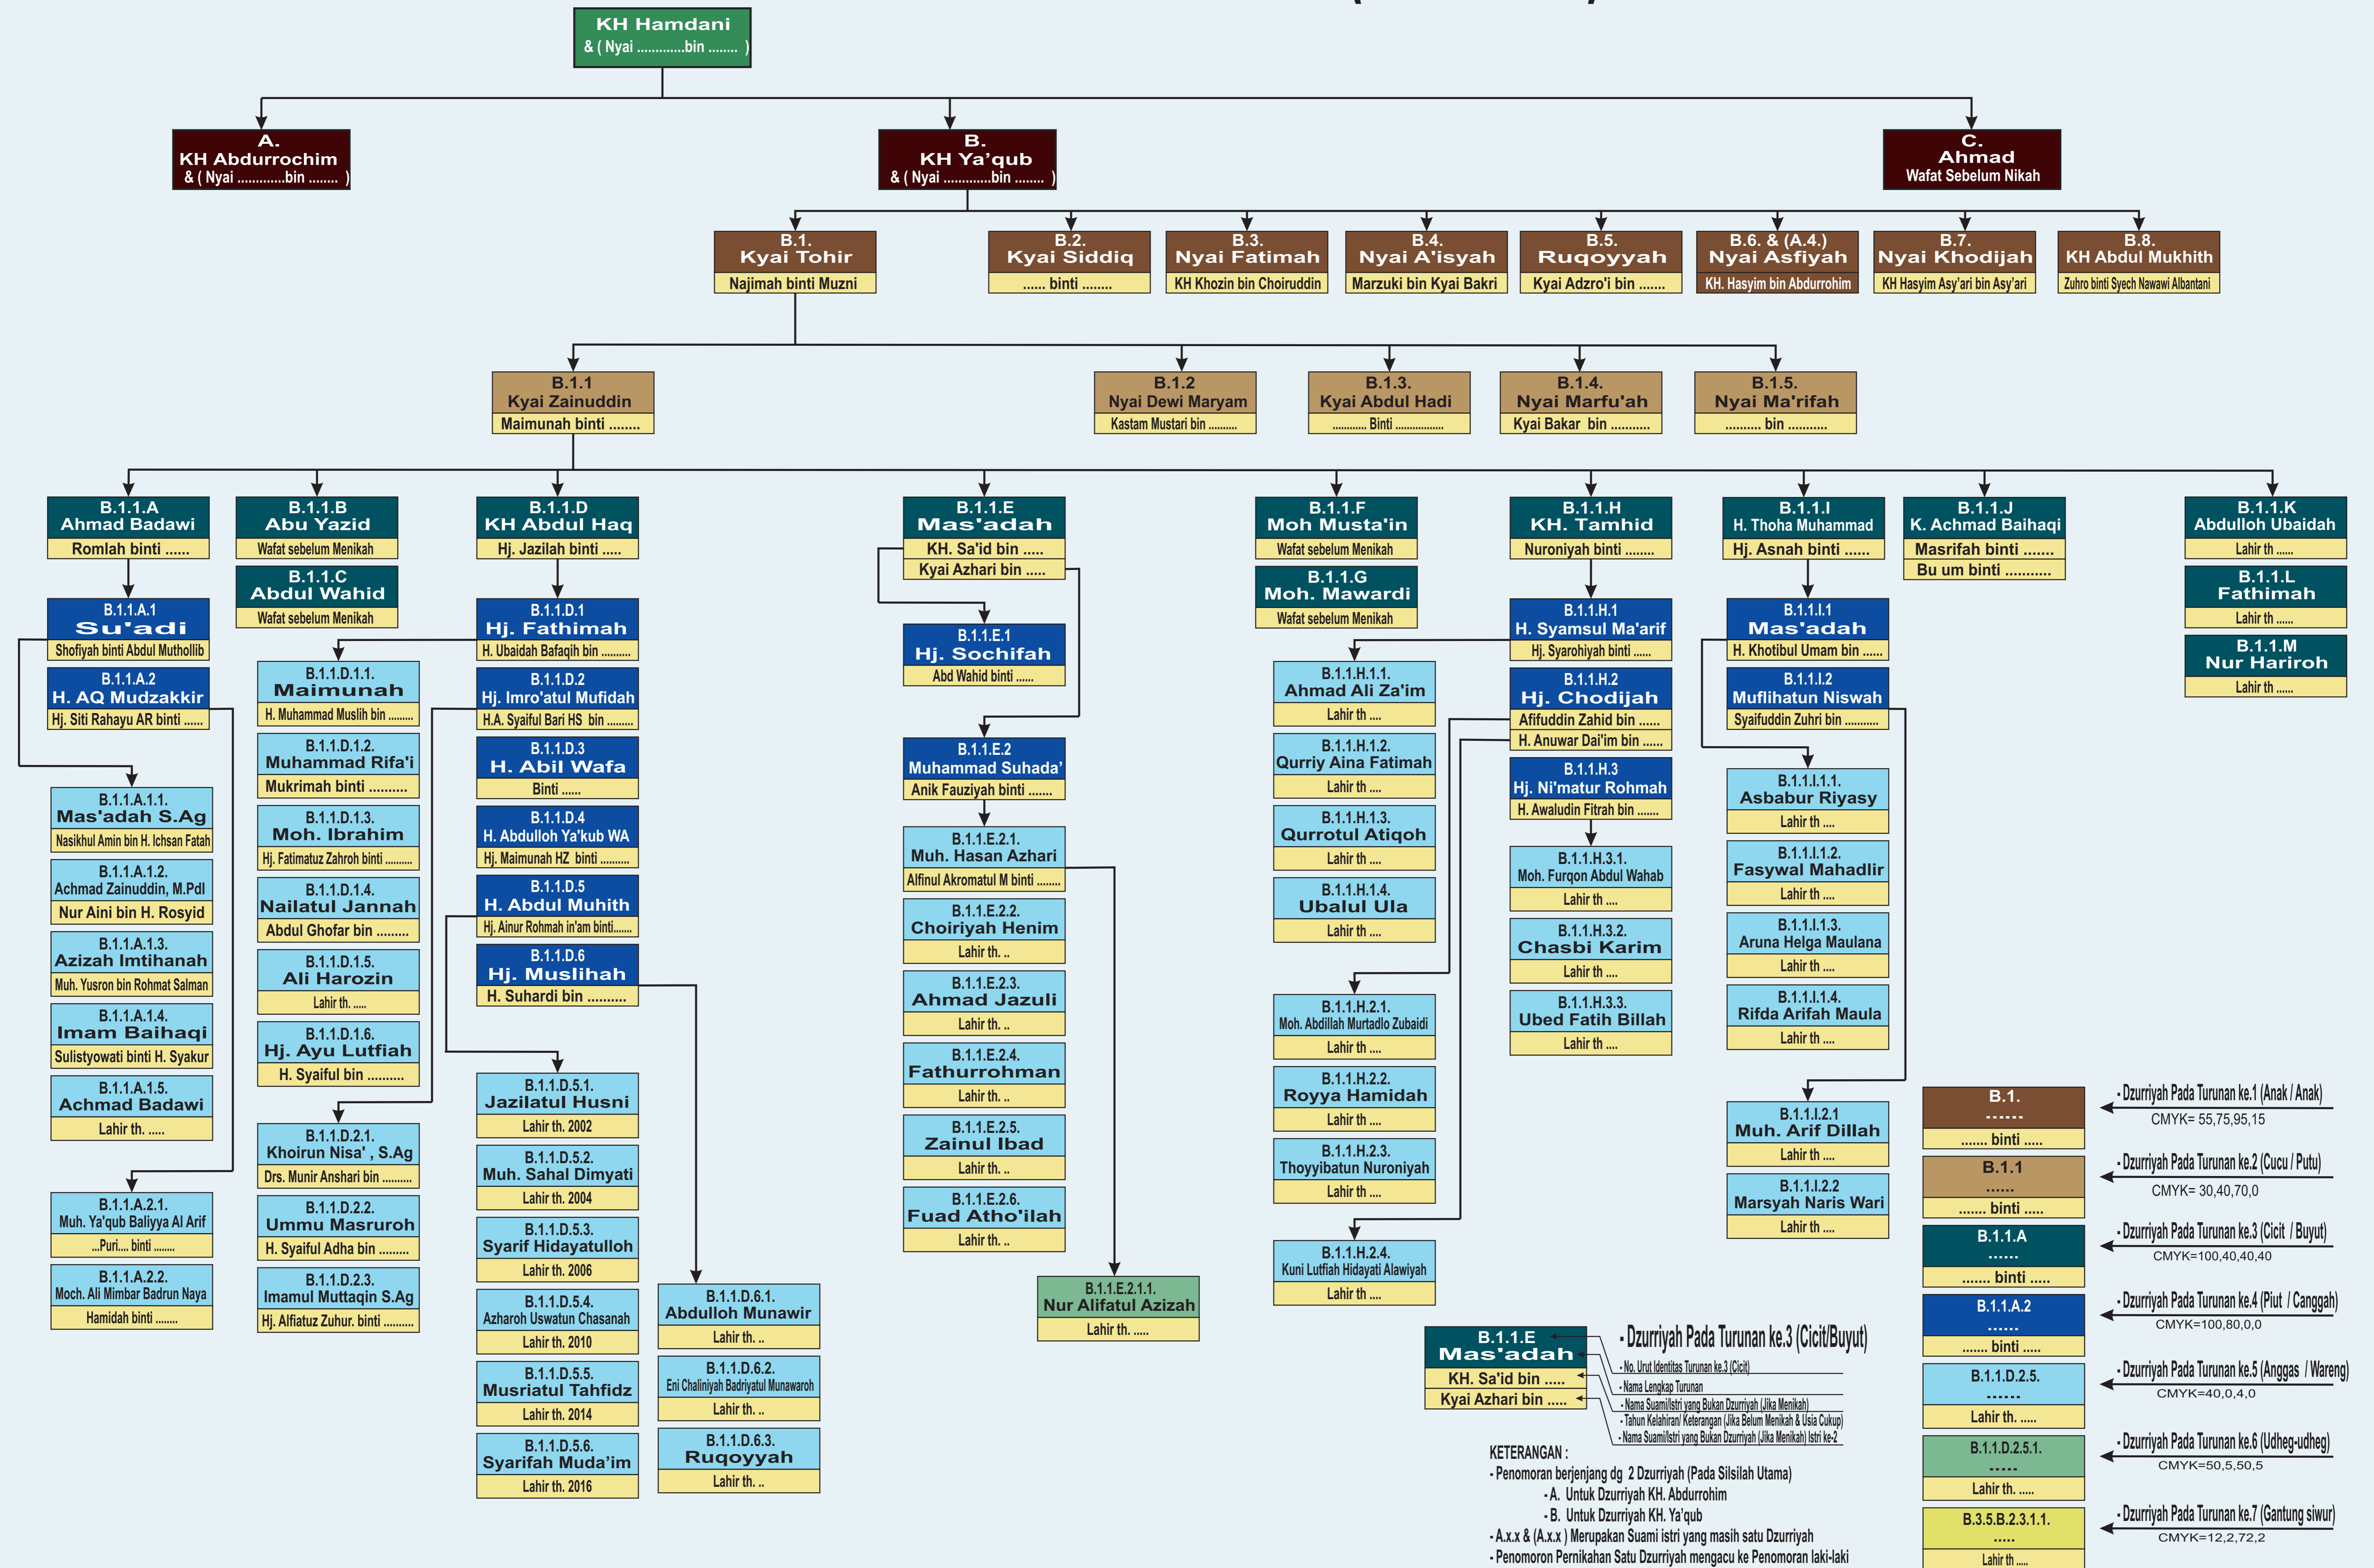 KH Hamdani
& ( Nyai .............bin ........ )
A.
KH Abdurrochim
& ( Nyai .............bin ........ )
B.
KH Ya’qub
& ( Nyai .............bin ........ )
C.
Ahmad
Wafat Sebelum Nikah
B.1.
Kyai Tohir
Najimah binti Muzni
B.2.
Kyai Siddiq
...... binti ........
B.3.
Nyai Fatimah
KH Khozin bin Choiruddin
B.4.
Nyai A'isyah
Marzuki bin Kyai Bakri
B.5.
Ruqoyyah
Kyai Adzro'i bin .......
B.6. & (A.4.)
Nyai Asfiyah
KH. Hasyim bin Abdurrohim
B.7.
Nyai Khodijah
KH Hasyim Asy’ari bin Asy’ari
B.8.
KH Abdul Mukhith
Zuhro binti Syech Nawawi Albantani
B.1.1
Kyai Zainuddin
Maimunah binti ........
B.1.2
Nyai Dewi Maryam
Kastam Mustari bin ..........
B.1.3.
Kyai Abdul Hadi
............ Binti .................
B.1.4.
Nyai Marfu'ah
Kyai Bakar bin ...........
B.1.5.
Nyai Ma'rifah
.......... bin ...........
B.1.1.A
Ahmad Badawi
Romlah binti ......
B.1.1.A.1
Su'adi
Shofiyah binti Abdul Muthollib
B.1.1.A.2
H. AQ Mudzakkir
Hj. Siti Rahayu AR binti ......
B.1.1.A.1.1.
Mas'adah S.Ag
Nasikhul Amin bin H. Ichsan Fatah
B.1.1.A.1.2.
Achmad Zainuddin, M.PdI
Nur Aini bin H. Rosyid
B.1.1.A.1.3.
Azizah Imtihanah
Muh. Yusron bin Rohmat Salman
B.1.1.A.1.4.
Imam Baihaqi
Sulistyowati binti H. Syakur
B.1.1.A.1.5.
Achmad Badawi
Lahir th. .....
B.1.1.A.2.1.
Muh. Ya'qub Baliyya Al Arif
...Puri.... binti ........
B.1.1.A.2.2.
Moch. Ali Mimbar Badrun Naya
Hamidah binti ........
B.1.1.B
Abu Yazid
Wafat sebelum Menikah
B.1.1.C
Abdul Wahid
Wafat sebelum Menikah
B.1.1.D
KH Abdul Haq
Hj. Jazilah binti .....
B.1.1.D.1
Hj. Fathimah
H. Ubaidah Bafaqih bin ..........
B.1.1.D.2
Hj. Imro'atul Mufidah
H.A. Syaiful Bari HS bin .........
B.1.1.D.3
H. Abil Wafa
Binti ......
B.1.1.D.4
H. Abdulloh Ya'kub WA
Hj. Maimunah HZ binti ..........
B.1.1.D.5
H. Abdul Muhith
Hj. Ainur Rohmah in'am binti.......
B.1.1.D.6
Hj. Muslihah
H. Suhardi bin ..........
B.1.1.D.1.1.
Maimunah
H. Muhammad Muslih bin .........
B.1.1.D.1.2.
Muhammad Rifa'i
Mukrimah binti ..........
B.1.1.D.1.3.
Moh. Ibrahim
Hj. Fatimatuz Zahroh binti ..........
B.1.1.D.1.4.
Nailatul Jannah
Abdul Ghofar bin .........
B.1.1.D.1.5.
Ali Harozin
Lahir th. .....
B.1.1.D.1.6.
Hj. Ayu Lutfiah
H. Syaiful bin ..........
B.1.1.D.2.1.
Khoirun Nisa' , S.Ag
Drs. Munir Anshari bin ..........
B.1.1.D.2.2.
Ummu Masruroh
H. Syaiful Adha bin .........
B.1.1.D.2.3.
Imamul Muttaqin S.Ag
Hj. Alfiatuz Zuhur. binti ..........
B.1.1.D.5.1.
Jazilatul Husni
Lahir th. 2002
B.1.1.D.5.2.
Muh. Sahal Dimyati
Lahir th. 2004
B.1.1.D.5.3.
Syarif Hidayatulloh
Lahir th. 2006
B.1.1.D.5.4.
Azharoh Uswatun Chasanah
Lahir th. 2010
B.1.1.D.5.5.
Musriatul Tahfidz
Lahir th. 2014
B.1.1.D.5.6.
Syarifah Muda’im
Lahir th. 2016
B.1.1.D.6.1.
Abdulloh Munawir
Lahir th. ..
B.1.1.D.6.2.
Eni Chaliniyah Badriyatul Munawaroh
Lahir th. ..
B.1.1.D.6.3.
Ruqoyyah
Lahir th. ..
B.1.1.E
Mas'adah
KH. Sa'id bin .....
Kyai Azhari bin .....
B.1.1.E.1
Hj. Sochifah
Abd Wahid binti ......
B.1.1.E.2
Muhammad Suhada’
Anik Fauziyah binti .......
B.1.1.E.2.1.
Muh. Hasan Azhari
Alfinul Akromatul M binti ........
B.1.1.E.2.2.
Choiriyah Henim
Lahir th. ..
B.1.1.E.2.3.
Ahmad Jazuli
Lahir th. ..
B.1.1.E.2.4.
Fathurrohman
Lahir th. ..
B.1.1.E.2.5.
Zainul Ibad
Lahir th. ..
B.1.1.E.2.6.
Fuad Atho'ilah
Lahir th. ..
B.1.1.E.2.1.1.
Nur Alifatul Azizah
Lahir th. .....
B.1.1.F
Moh Musta'in
Wafat sebelum Menikah
B.1.1.G
Moh. Mawardi
Wafat sebelum Menikah
B.1.1.H
KH. Tamhid
Nuroniyah binti ........
B.1.1.H.1
H. Syamsul Ma'arif
Hj. Syarohiyah binti ......
B.1.1.H.2
Hj. Chodijah
Afifuddin Zahid bin ......
H. Anuwar Dai'im bin ......
B.1.1.H.3
Hj. Ni'matur Rohmah
H. Awaludin Fitrah bin .......
B.1.1.H.1.1.
Ahmad Ali Za'im
Lahir th ....
B.1.1.H.1.2.
Qurriy Aina Fatimah
Lahir th ....
B.1.1.H.1.3.
Qurrotul Atiqoh
Lahir th ....
B.1.1.H.1.4.
Ubalul Ula
Lahir th ....
B.1.1.H.2.1.
Moh. Abdillah Murtadlo Zubaidi
Lahir th ....
B.1.1.H.2.2.
Royya Hamidah
Lahir th ....
B.1.1.H.2.3.
Thoyyibatun Nuroniyah
Lahir th ....
B.1.1.H.2.4.
Kuni Lutfiah Hidayati Alawiyah
Lahir th ....
B.1.1.H.3.1.
Moh. Furqon Abdul Wahab
Lahir th ....
B.1.1.H.3.2.
Chasbi Karim
Lahir th ....
B.1.1.H.3.3.
Ubed Fatih Billah
Lahir th ....
B.1.1.I
H. Thoha Muhammad
Hj. Asnah binti ......
B.1.1.I.1
Mas'adah
H. Khotibul Umam bin ......
B.1.1.I.2
Muflihatun Niswah
Syaifuddin Zuhri bin ...........
B.1.1.I.1.1.
Asbabur Riyasy
Lahir th ....
B.1.1.I.1.2.
Fasywal Mahadlir
Lahir th ....
B.1.1.I.1.3.
Aruna Helga Maulana
Lahir th ....
B.1.1.I.1.4.
Rifda Arifah Maula
Lahir th ....
B.1.1.I.2.1
Muh. Arif Dillah
Lahir th ....
B.1.1.I.2.2
Marsyah Naris Wari
Lahir th ....
B.1.1.J
K. Achmad Baihaqi
Masrifah binti .......
Bu um binti ...........
B.1.1.K
Abdulloh Ubaidah
Lahir th ......
B.1.1.L
Fathimah
Lahir th ......
B.1.1.M
Nur Hariroh
Lahir th ......
B.1.1.E
Mas'adah
KH. Sa'id bin .....
Kyai Azhari bin .....
- Dzurriyah Pada Turunan ke.3 (Cicit/Buyut)
- No. Urut Identitas Turunan ke.3 (Cicit)
- Nama Lengkap Turunan
- Nama Suami/Istri yang Bukan Dzurriyah (Jika Menikah)
- Tahun Kelahiran/ Keterangan (Jika Belum Menikah & Usia Cukup)
- Nama Suami/Istri yang Bukan Dzurriyah (Jika Menikah) Istri ke-2
KETERANGAN :
- Penomoran berjenjang dg 2 Dzurriyah (Pada Silsilah Utama)
- A. Untuk Dzurriyah KH. Abdurrohim
- B. Untuk Dzurriyah KH. Ya’qub
- A.x.x & (A.x.x ) Merupakan Suami istri yang masih satu Dzurriyah
- Penomoron Pernikahan Satu Dzurriyah mengacu ke Penomoran laki-laki
B.1.
------
....... binti .....
- Dzurriyah Pada Turunan ke.1 (Anak / Anak)
CMYK= 55,75,95,15
B.1.1
......
....... binti .....
- Dzurriyah Pada Turunan ke.2 (Cucu / Putu)
CMYK= 30,40,70,0
B.1.1.A
......
....... binti .....
- Dzurriyah Pada Turunan ke.3 (Cicit / Buyut)
CMYK=100,40,40,40
B.1.1.A.2
......
....... binti .....
- Dzurriyah Pada Turunan ke.4 (Piut / Canggah)
CMYK=100,80,0,0
B.1.1.D.2.5.
......
Lahir th. .....
- Dzurriyah Pada Turunan ke.5 (Anggas / Wareng)
CMYK=40,0,4,0
B.1.1.D.2.5.1.
.....
Lahir th. .....
- Dzurriyah Pada Turunan ke.6 (Udheg-udheg)
CMYK=50,5,50,5
B.3.5.B.2.3.1.1.
.....
Lahir th .....
- Dzurriyah Pada Turunan ke.7 (Gantung siwur)
CMYK=12,2,72,2